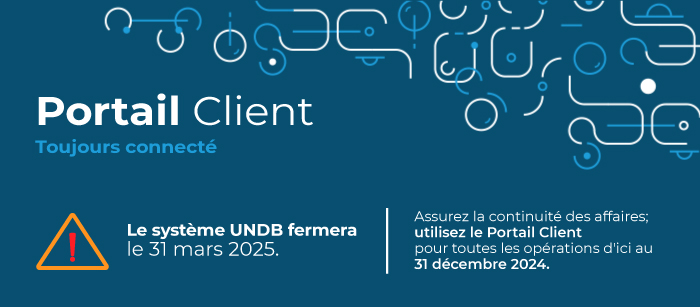 Portail Client
Toujours connecté
Le système UNDB fermera
le 31 mars 2025.
Assurez la continuité des affaires;
utilisez le Portail Client
pour toutes les opérations d'ici au
31 décembre 2024.